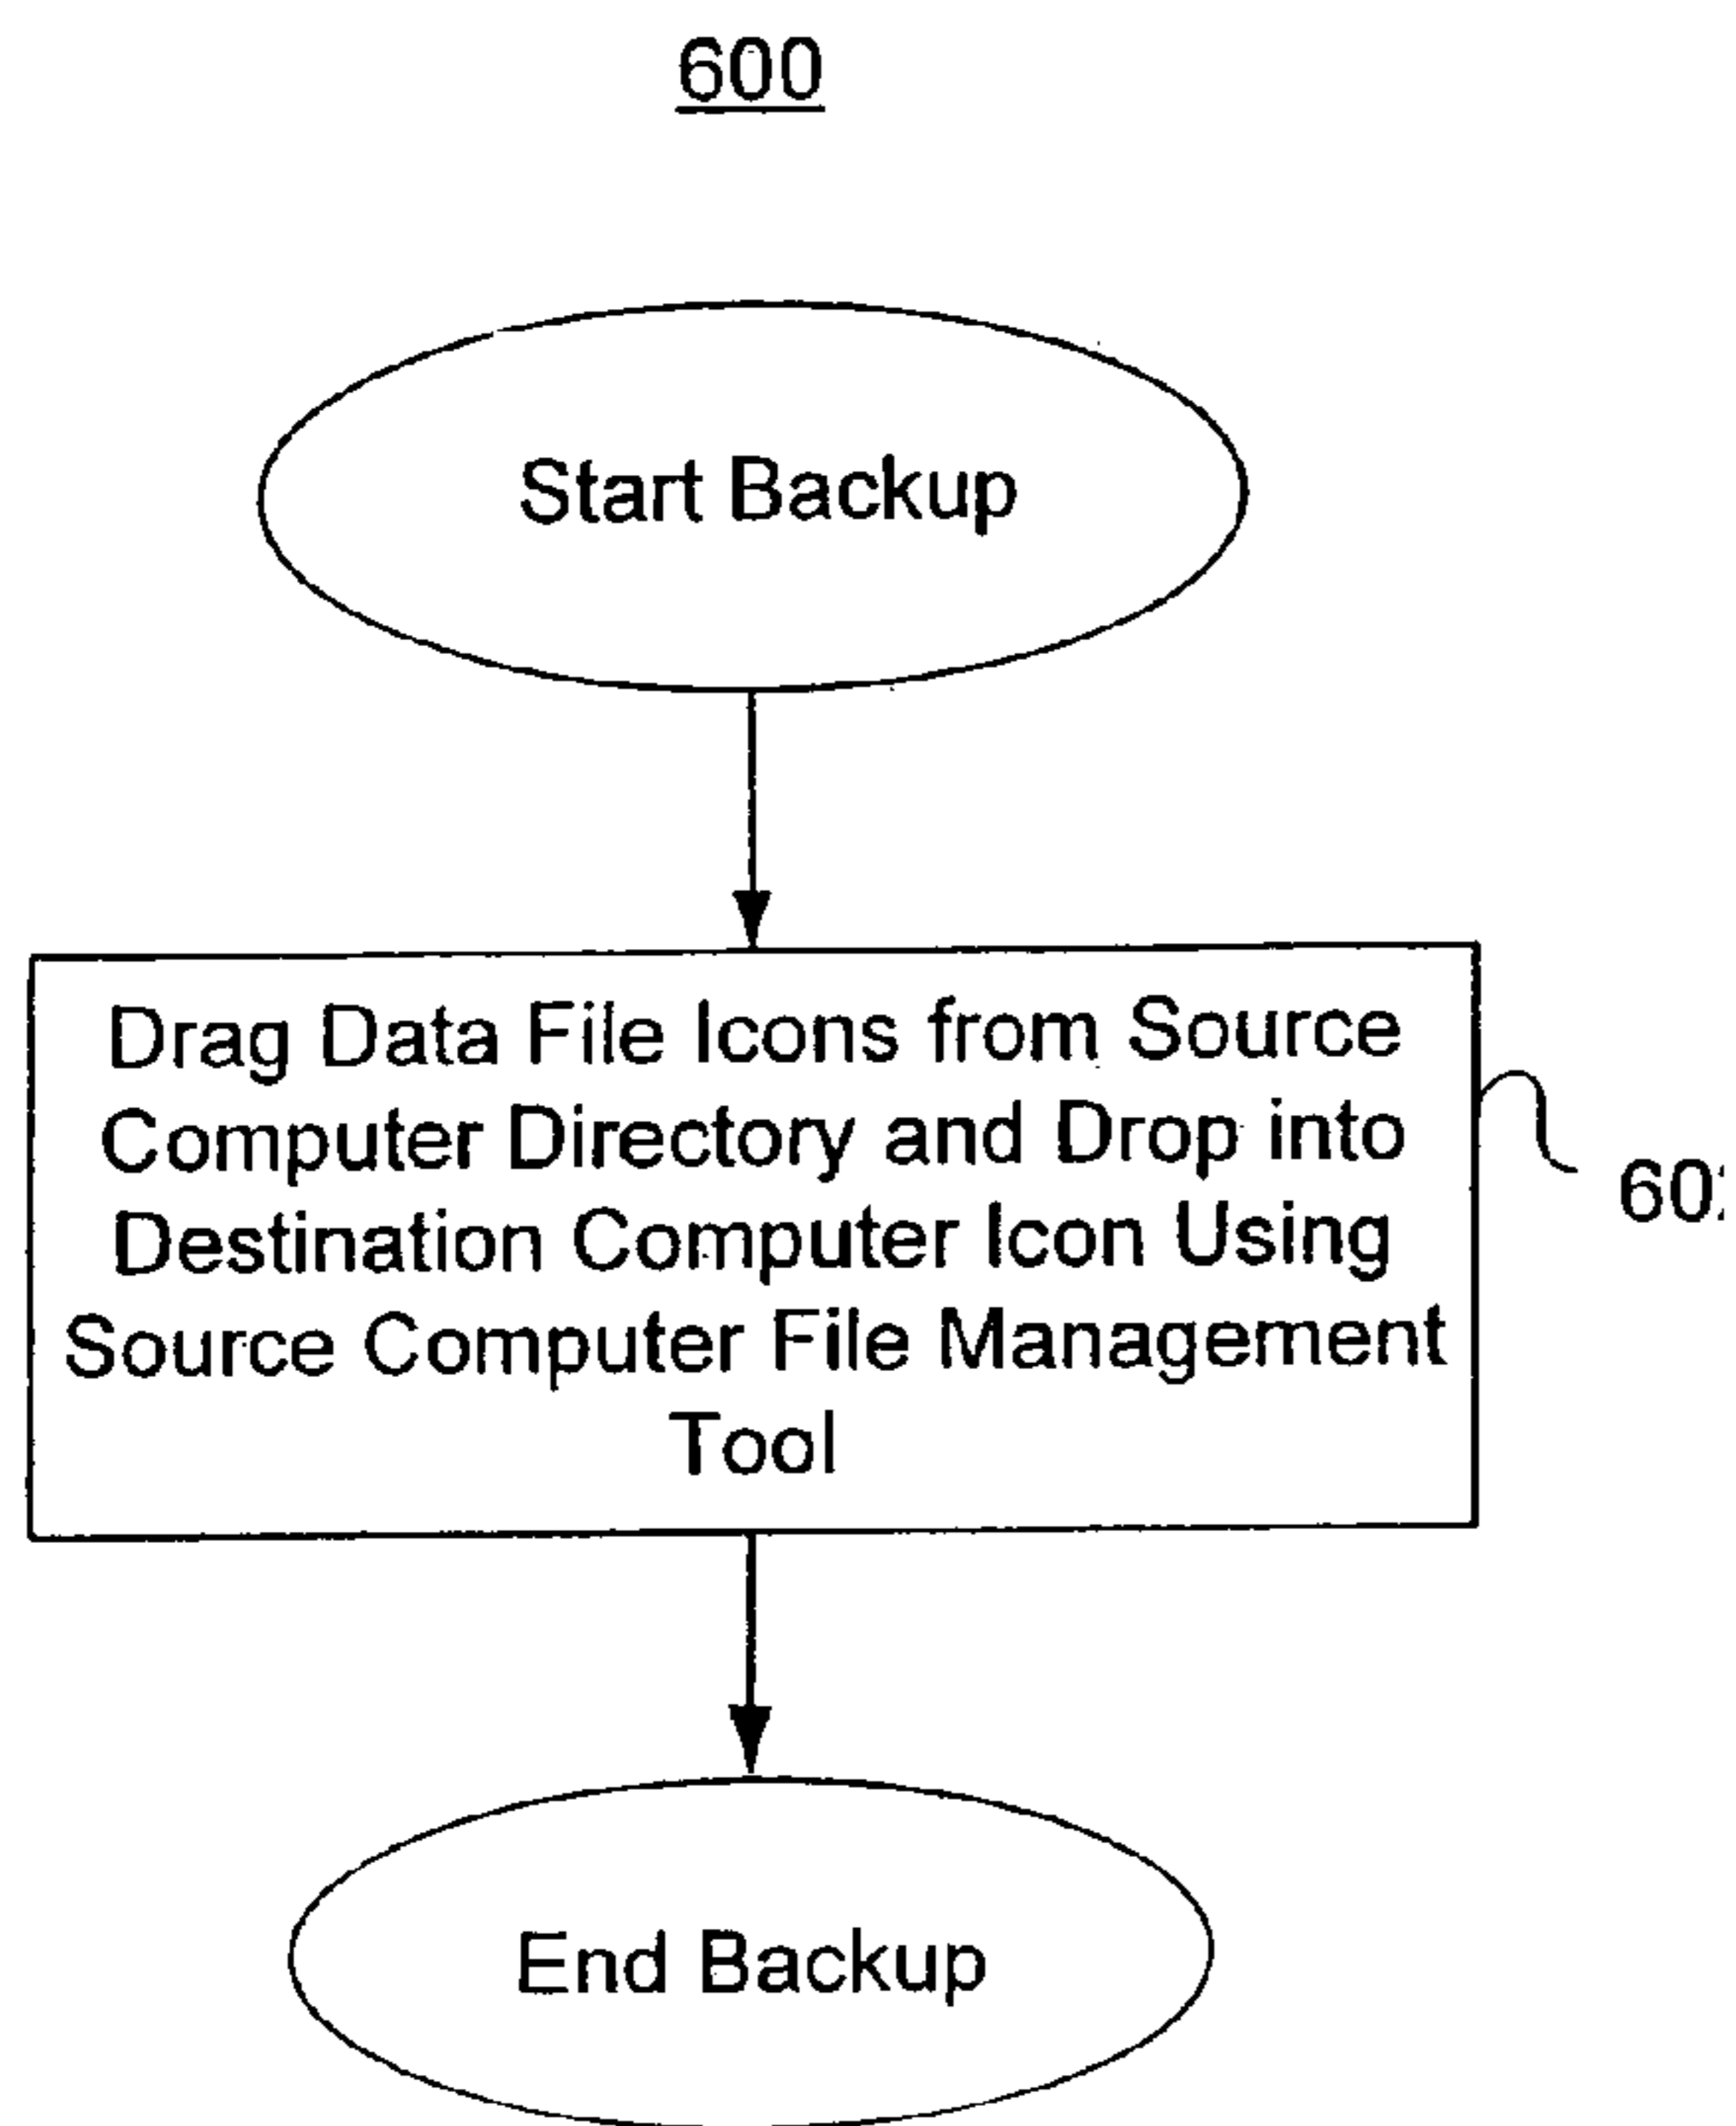 600
Start Backup
Drag Data File Icons from Source
Computer Directory and Drop into
Destination Computer Icon Using
Source Computer File Management
Tool
End Backup